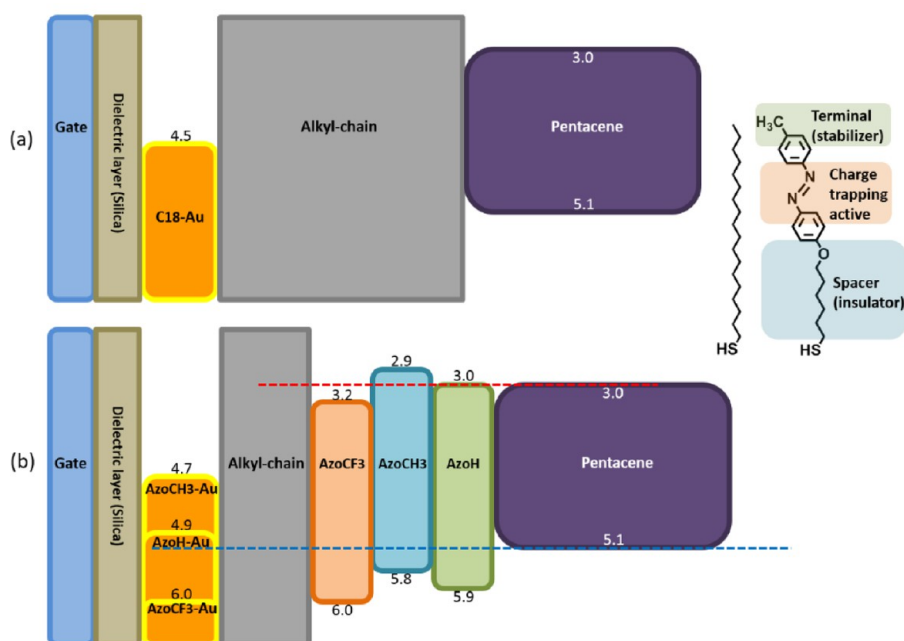 (a)
Gate
Dielectric layer (Silica)
4.5
C18-Au
Alkyl-chain
3.0
Pentacene
5.1
H₃C
N
N
O
HS
HS
Terminal
(stabilizer)
Charge
trapping
active
Spacer
(insulator)
(b)
Gate
Dielectric layer (Silica)
4.7
AzoCH3-Au
4.9
AzoH-Au
6.0
AzoCF3-Au
Alkyl-chain
3.2
AzoCF3
6.0
2.9
AzoCH3
5.8
3.0
AzoH
5.9
3.0
Pentacene
5.1